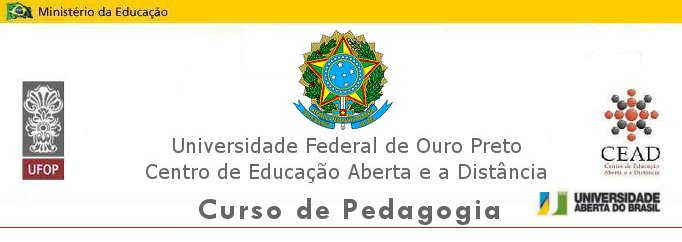 Ministério da Educação
Universidade Federal de Ouro Preto
Centro de Educação Aberta e a Distância
Curso de Pedagogia
UFOP
CEAD
Centro de Educação
Aberta e a Distância
UNIVERSIDADE
ABERTA DO BRASIL